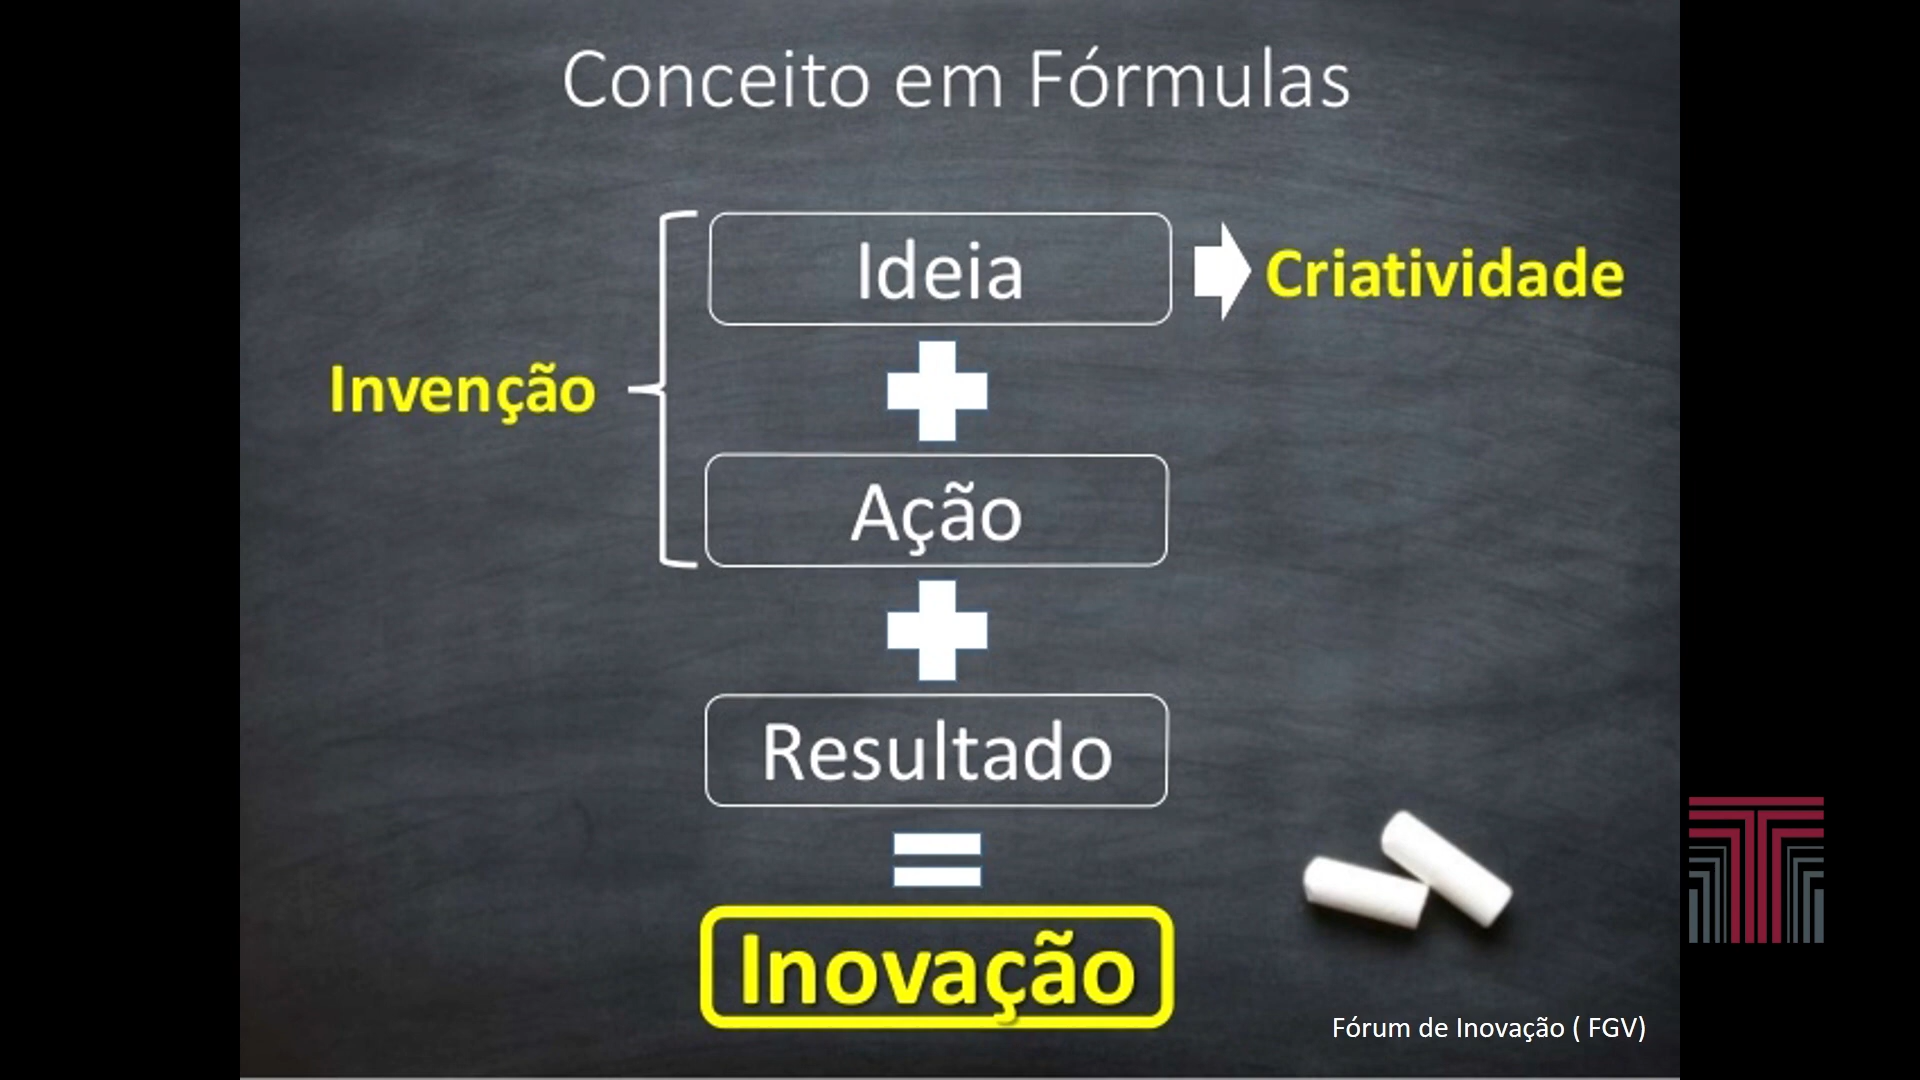 Conceito em Fórmulas
Ideia
Criatividade
Invenção
Ação
Resultado
Inovação
Fórum de Inovação ( FGV)